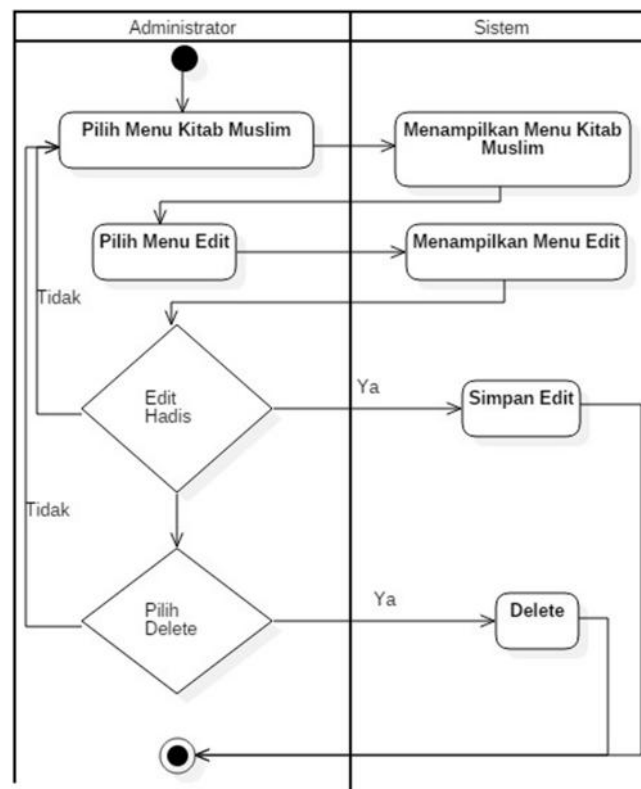 Administrator
Sistem
Pilih Menu Kitab Muslim
Menampilkan Menu Kitab
Muslim
Pilih Menu Edit
Menampilkan Menu Edit
Tidak
Edit
Hadis
Ya
Simpan Edit
Tidak
Pilih
Delete
Ya
Delete